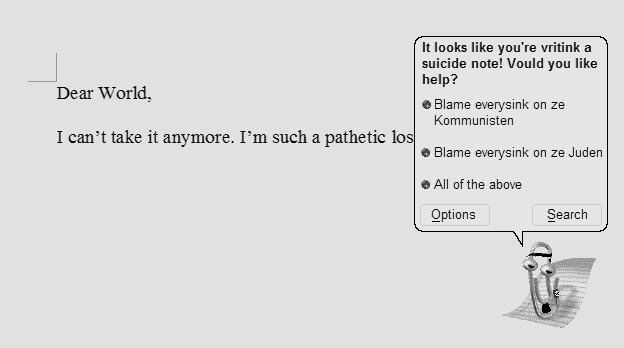 Dear World,
I can't take it anymore. I'm such a pathetic los
It looks like you're vritink a
suicide note! Vould you like
help?
Blame everysink on ze
Kommunisten
Blame everysink on ze Juden
All of the above
Options
Search